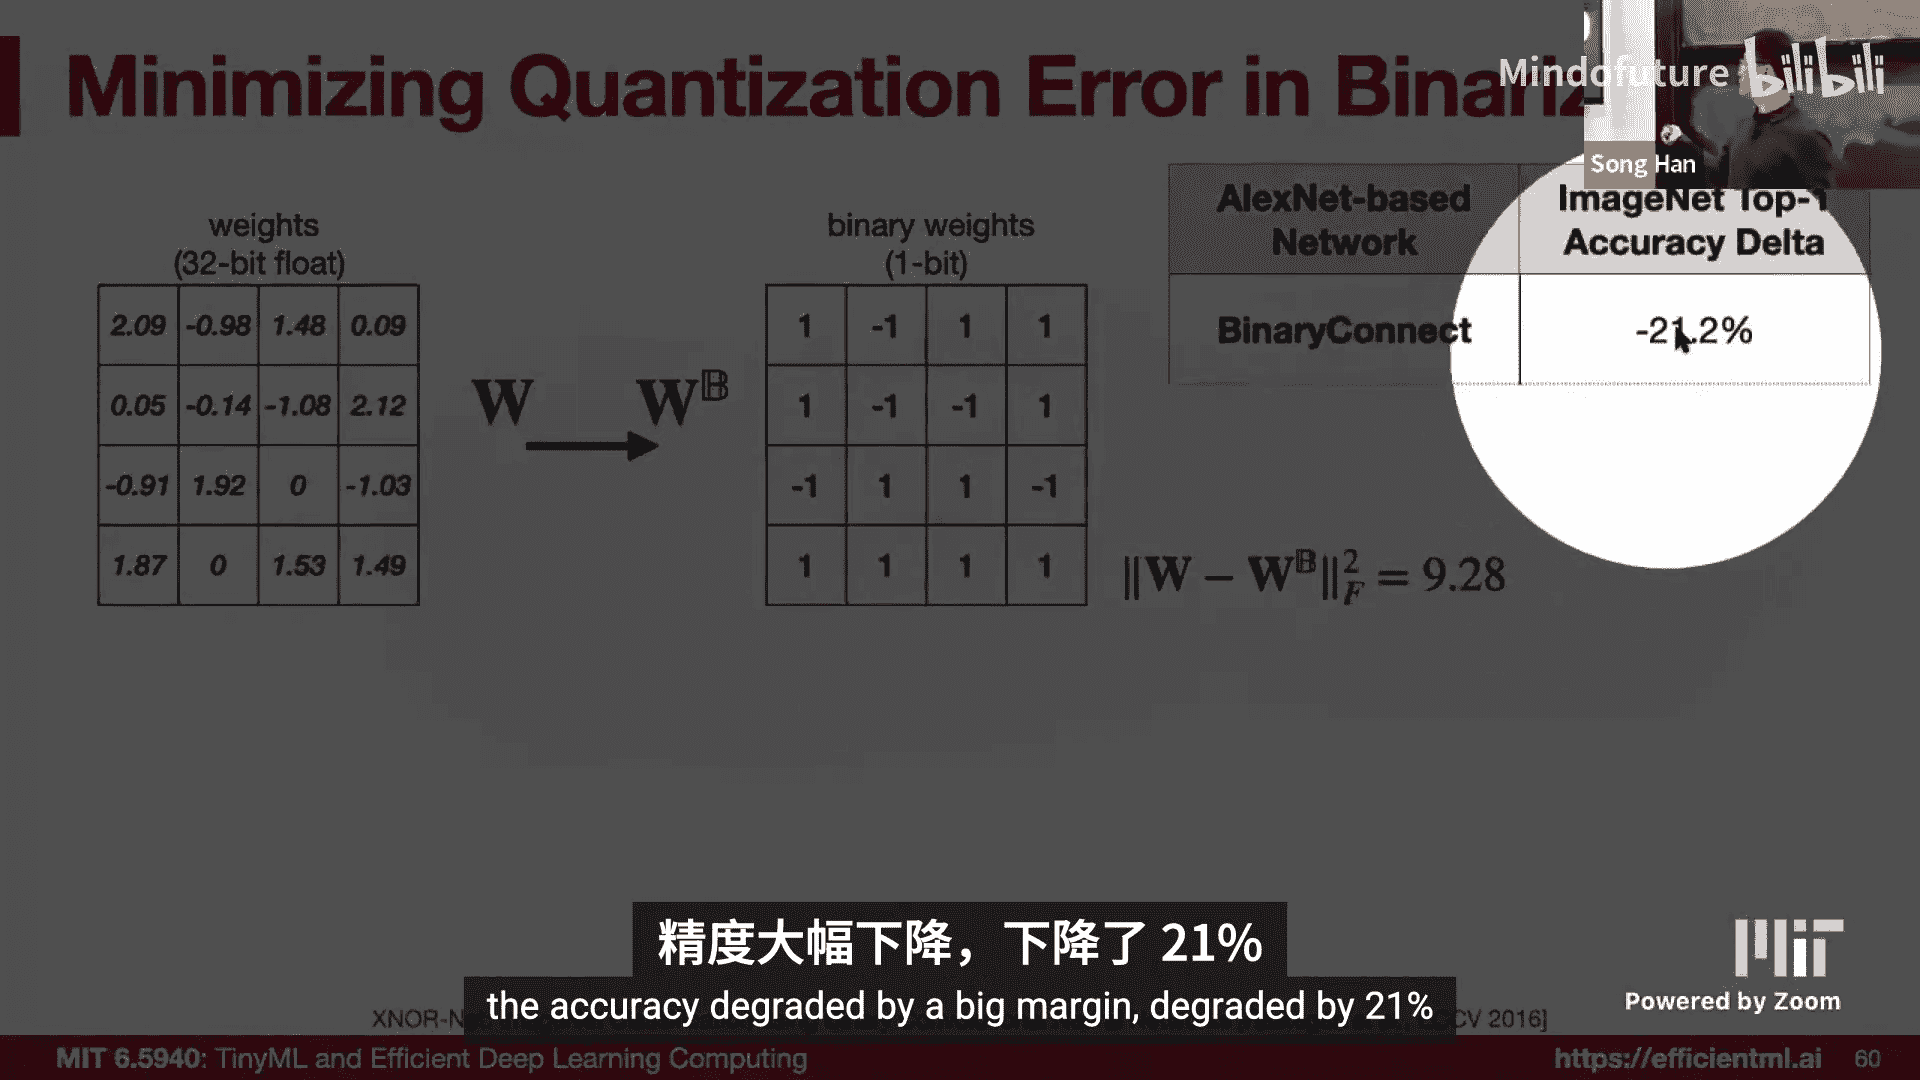 Minimizing Quantization Error in Binariz
Mindofuture bilibili
Song Han
weights
(32-bit float)
2.09 -0.98 1.48 0.09
0.05 -0.14 -1.08 2.12
-0.91 1.92 0 -1.03
1.87 0 1.53 1.49
W → W^𝔹
binary weights
(1-bit)
1 -1 1 1
1 -1 -1 1
-1 1 1 -1
1 1 1 1
AlexNet-based Network
ImageNet Top-1 Accuracy Delta
BinaryConnect -21.2%
‖W − W^𝔹‖²_F = 9.28
精度大幅下降，下降了 21%
the accuracy degraded by a big margin, degraded by 21%
XNOR-N
CV 2016]
MIT
Powered by Zoom
MIT 6.5940: TinyML and Efficient Deep Learning Computing
https://efficientml.ai 60